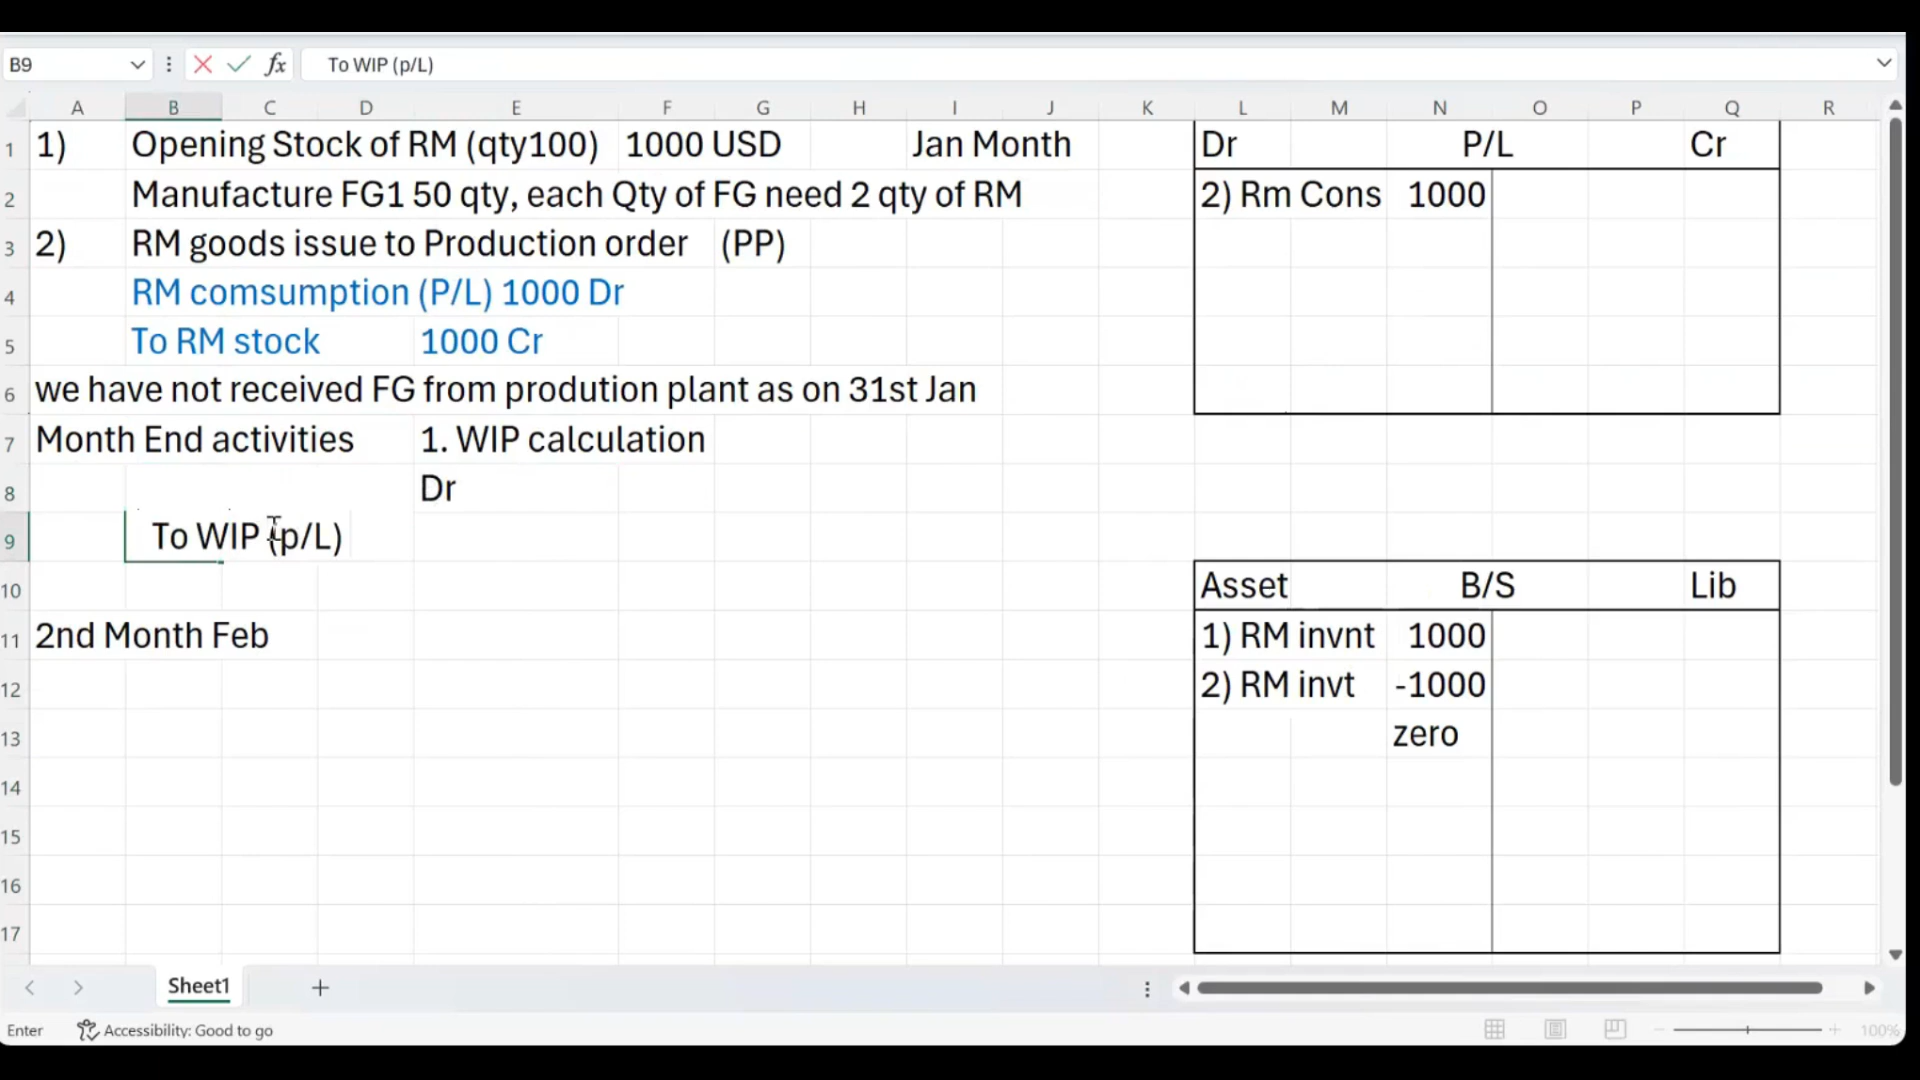 B9 fx To WIP (p/L)
A B C D E F G H I J K L M N O P Q R
1 1) Opening Stock of RM (qty100) 1000 USD Jan Month Dr P/L Cr
2 Manufacture FG1 50 qty, each Qty of FG need 2 qty of RM 2) Rm Cons 1000
3 2) RM goods issue to Production order (PP)
4 RM comsumption (P/L) 1000 Dr
5 To RM stock 1000 Cr
6 we have not received FG from prodution plant as on 31st Jan
7 Month End activities 1. WIP calculation
8 Dr
9 To WIP (p/L)
10 Asset B/S Lib
11 2nd Month Feb 1) RM invnt 1000
12 2) RM invt -1000
13 zero
14
15
16
17
Sheet1
Enter Accessibility: Good to go 100%